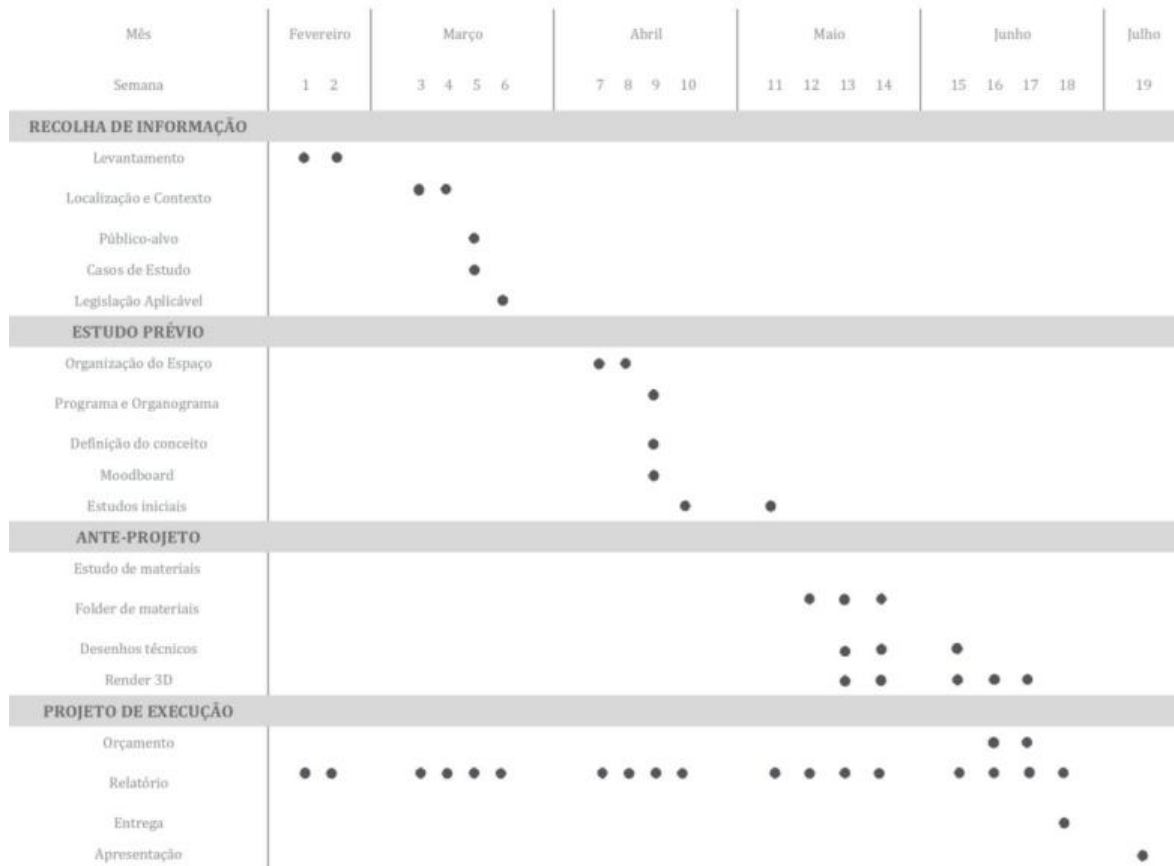 Mês Fevereiro Março Abril Maio Junho Julho
Semana 1 2 3 4 5 6 7 8 9 10 11 12 13 14 15 16 17 18 19
RECOLHA DE INFORMAÇÃO
Levantamento
Localização e Contexto
Público-alvo
Casos de Estudo
Legislação Aplicável
ESTUDO PRÉVIO
Organização do Espaço
Programa e Organograma
Definição do conceito
Moodboard
Estudos iniciais
ANTE-PROJETO
Estudo de materiais
Folder de materiais
Desenhos técnicos
Render 3D
PROJETO DE EXECUÇÃO
Orçamento
Relatório
Entrega
Apresentação